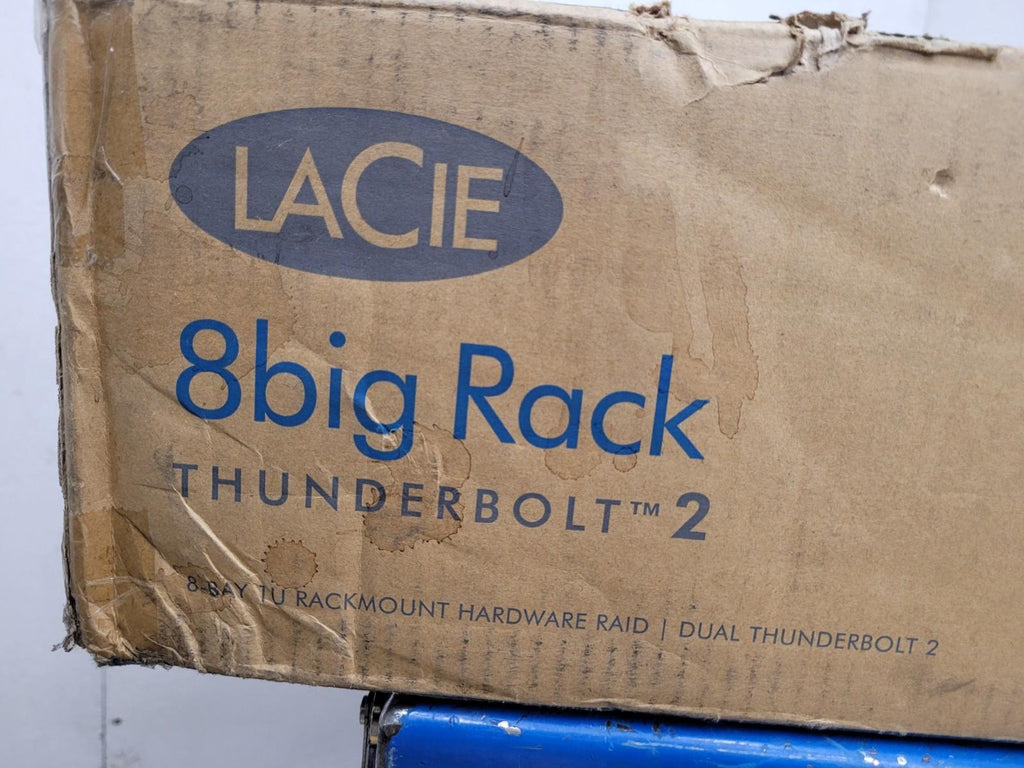 LACIE
8big Rack
THUNDERBOLT™ 2
8-BAY 1U RACKMOUNT HARDWARE RAID | DUAL THUNDERBOLT 2